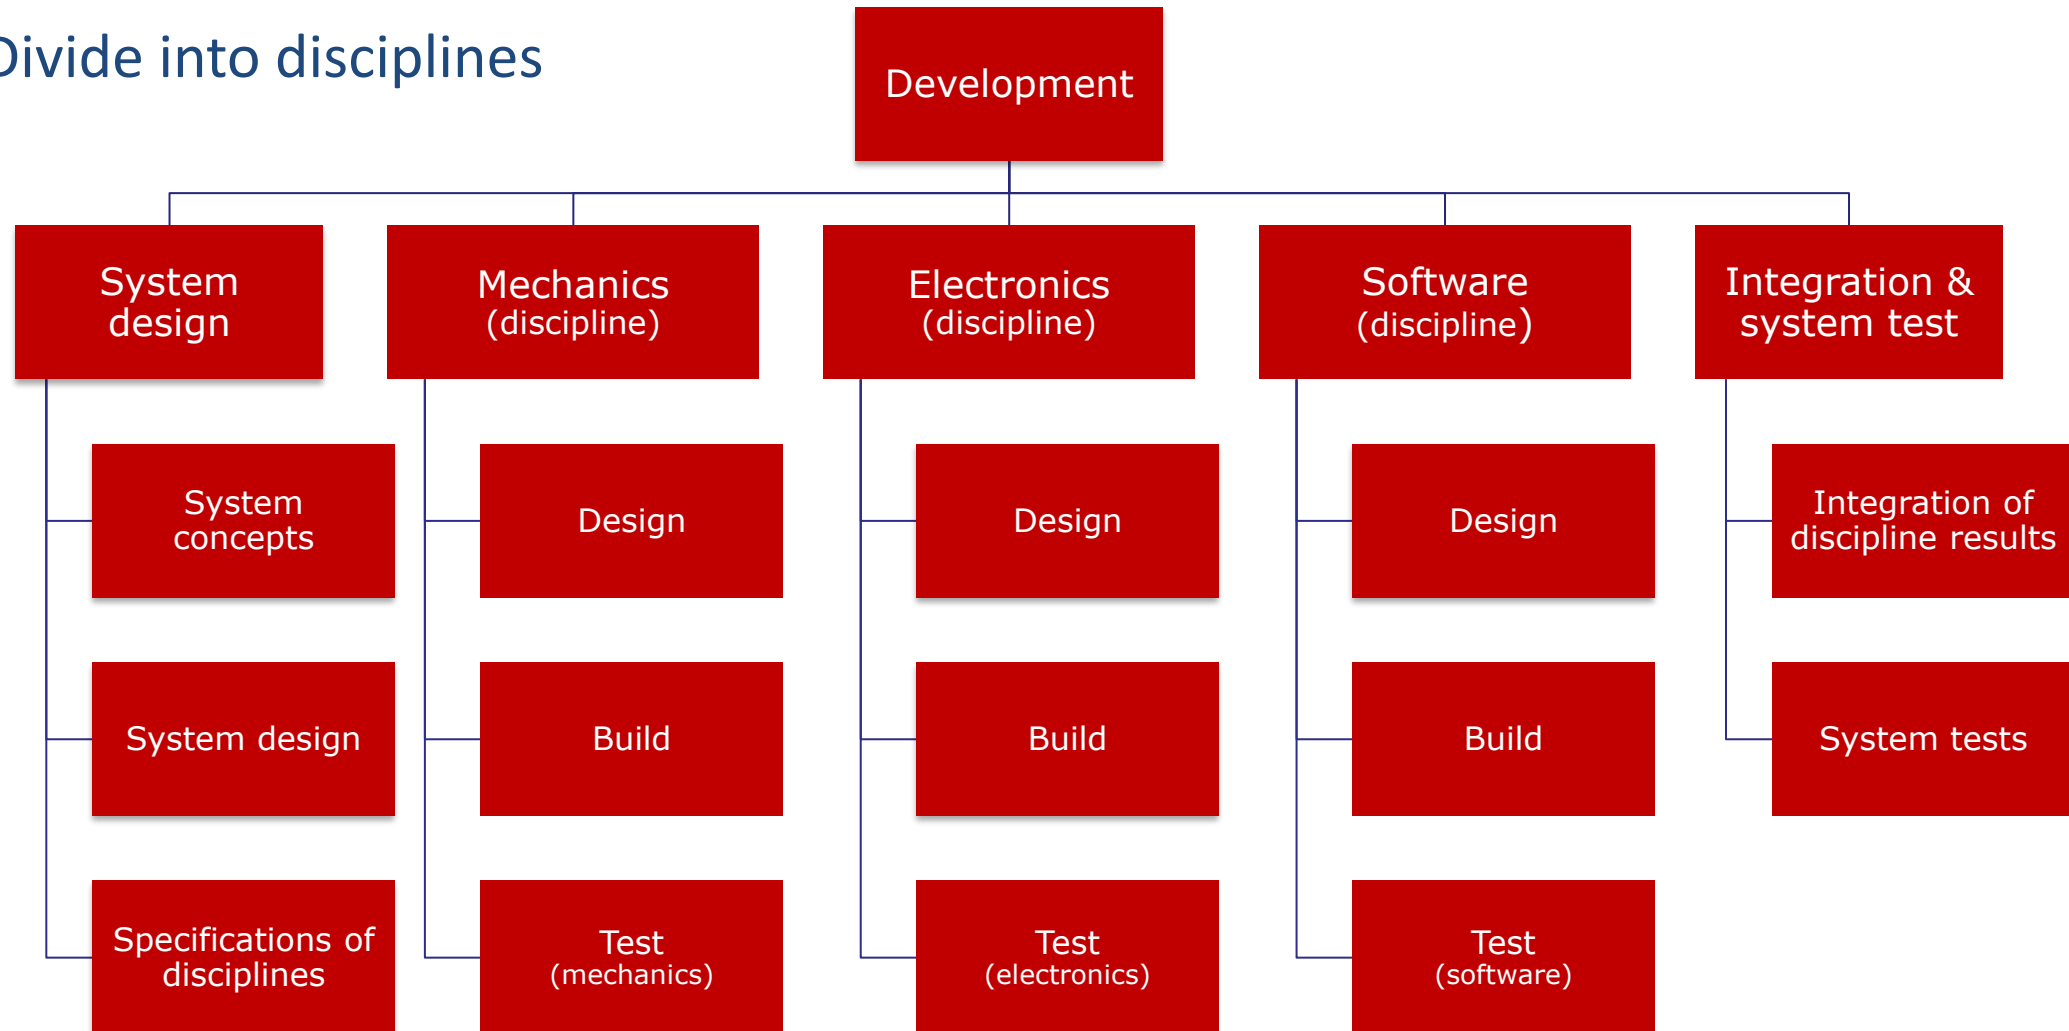 Divide into disciplines
Development
System
design
Mechanics
(discipline)
Electronics
(discipline)
Software
(discipline)
Integration &
system test
System
concepts
Design
Design
Design
Integration of
discipline results
System design
Build
Build
Build
System tests
Specifications of
disciplines
Test
(mechanics)
Test
(electronics)
Test
(software)